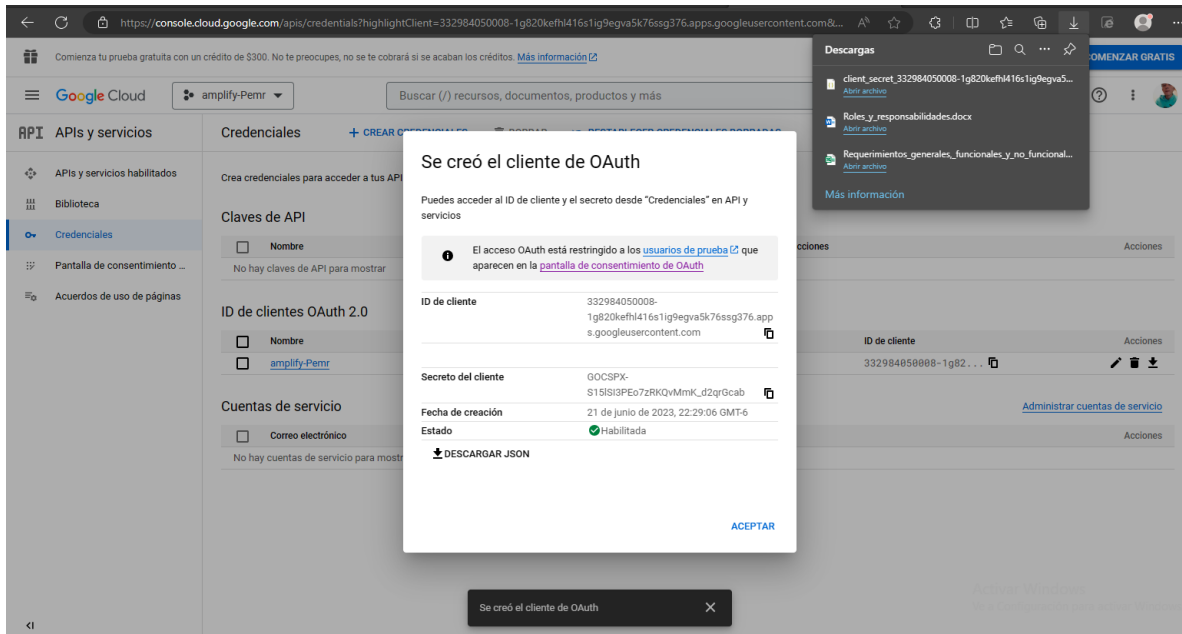 https://console.cloud.google.com/apis/credentials?highlightClient=332984050008-1g820kefhl416s1ig9egva5k76ssg376.apps.googleusercontent.com&...
Comienza tu prueba gratuita con un crédito de $300. No te preocupes, no se te cobrará si se acaban los créditos. Más información
OMENZAR GRATIS
Descargas
client_secret_332984050008-1g820kefhl416s1ig9egva5...
Abrir archivo
Roles_y_responsabilidades.docx
Abrir archivo
Requerimientos_generales_funcionales_y_no_funcional...
Abrir archivo
Más información
Google Cloud
amplify-Pemr
Buscar (/) recursos, documentos, productos y más
API APIs y servicios
APIs y servicios habilitados
Biblioteca
Credenciales
Pantalla de consentimiento ...
Acuerdos de uso de páginas
Credenciales
+ CREAR CREDENCIALES
BORRAR
RESTABLECER CREDENCIALES BORRADAS
Crea credenciales para acceder a tus API
Claves de API
Nombre
cciones
Acciones
No hay claves de API para mostrar
ID de clientes OAuth 2.0
Nombre
ID de cliente
Acciones
amplify-Pemr
332984050008-1g82...
Cuentas de servicio
Administrar cuentas de servicio
Correo electrónico
Acciones
No hay cuentas de servicio para mostr
Se creó el cliente de OAuth
Puedes acceder al ID de cliente y el secreto desde "Credenciales" en API y
servicios
El acceso OAuth está restringido a los usuarios de prueba que
aparecen en la pantalla de consentimiento de OAuth
ID de cliente
332984050008-
1g820kefhl416s1ig9egva5k76ssg376.app
s.googleusercontent.com
Secreto del cliente
GOCSPX-
S15lSI3PEo7zRKQvMmK_d2qrGcab
Fecha de creación
21 de junio de 2023, 22:29:06 GMT-6
Estado
Habilitada
DESCARGAR JSON
ACEPTAR
Se creó el cliente de OAuth
Activar Windows